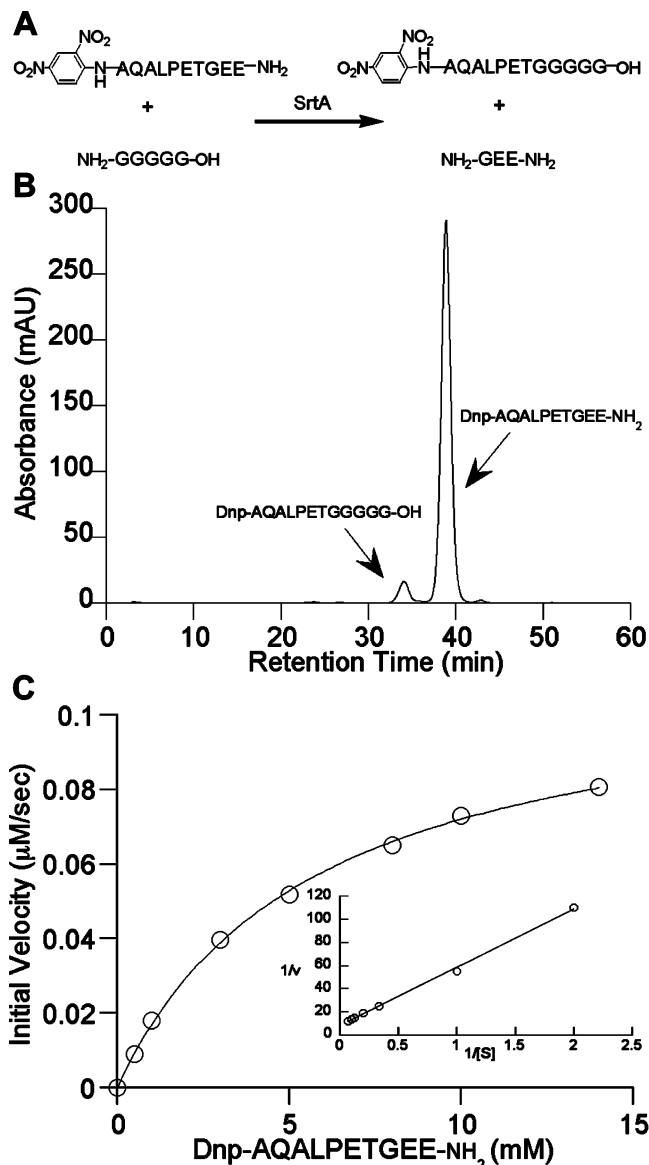 A
NO₂
O₂N
N
H
AQALPETGEE-NH₂
NO₂
O₂N
H
N
AQALPETGGGGG-OH
+
SrtA
+
NH₂-GGGGG-OH
NH₂-GEE-NH₂
B
300
250
200
150
100
50
0
Absorbance (mAU)
Dnp-AQALPETGEE-NH₂
Dnp-AQALPETGGGGG-OH
0 10 20 30 40 50 60
Retention Time (min)
C
0.1
0.08
0.06
0.04
0.02
0
Initial Velocity (μM/sec)
120
100
80
60
40
20
0
1/v
0 0.5 1 1.5 2 2.5
1/[S]
0 5 10 15
Dnp-AQALPETGEE-NH₂ (mM)